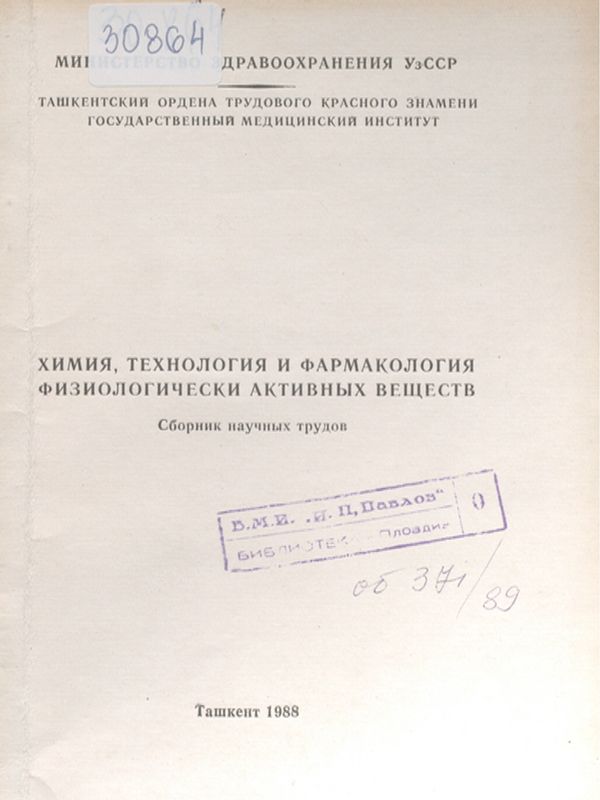 30864
МИНИСТЕРСТВО ЗДРАВООХРАНЕНИЯ УзССР
ТАШКЕНТСКИЙ ОРДЕНА ТРУДОВОГО КРАСНОГО ЗНАМЕНИ
ГОСУДАРСТВЕННЫЙ МЕДИЦИНСКИЙ ИНСТИТУТ
ХИМИЯ, ТЕХНОЛОГИЯ И ФАРМАКОЛОГИЯ
ФИЗИОЛОГИЧЕСКИ АКТИВНЫХ ВЕЩЕСТВ
Сборник научных трудов
В.М.И. „И. П. Павлов“ 0
БИБЛИОТЕКА - Пловдив
об 371/89
Ташкент 1988